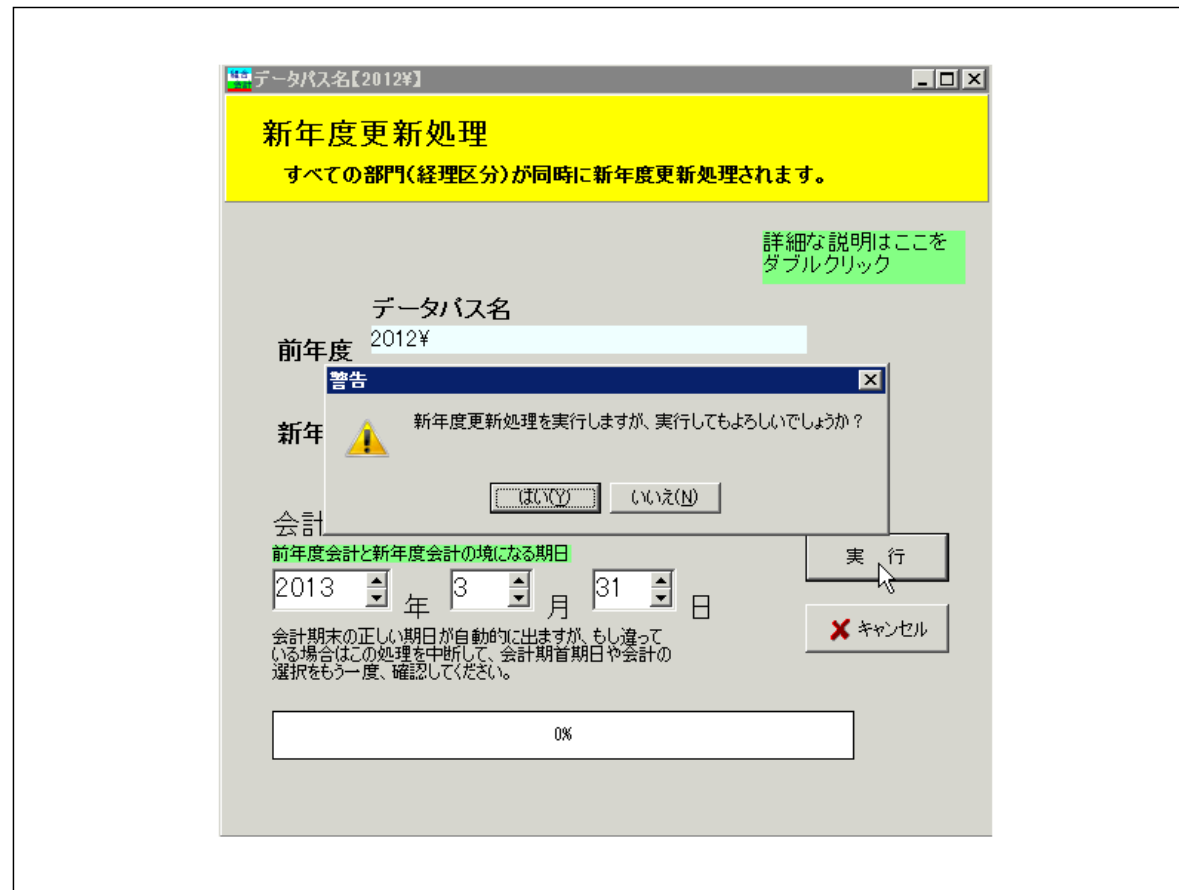 データパス名【2012¥】
新年度更新処理
すべての部門(経理区分)が同時に新年度更新処理されます。
詳細な説明はここを
ダブルクリック
データパス名
前年度
2012¥
警告
新年度更新処理を実行しますが、実行してもよろしいでしょうか？
新年
はい(Y)
いいえ(N)
会計
前年度会計と新年度会計の境になる期日
2013 年 3 月 31 日
実 行
会計期末の正しい期日が自動的に出ますが、もし違って
いる場合はこの処理を中断して、会計期首期日や会計の
選択をもう一度、確認してください。
キャンセル
0%